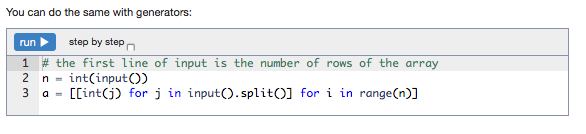 You can do the same with generators:
run step by step
1 # the first line of input is the number of rows of the array
2 n = int(input())
3 a = [[int(j) for j in input().split()] for i in range(n)]